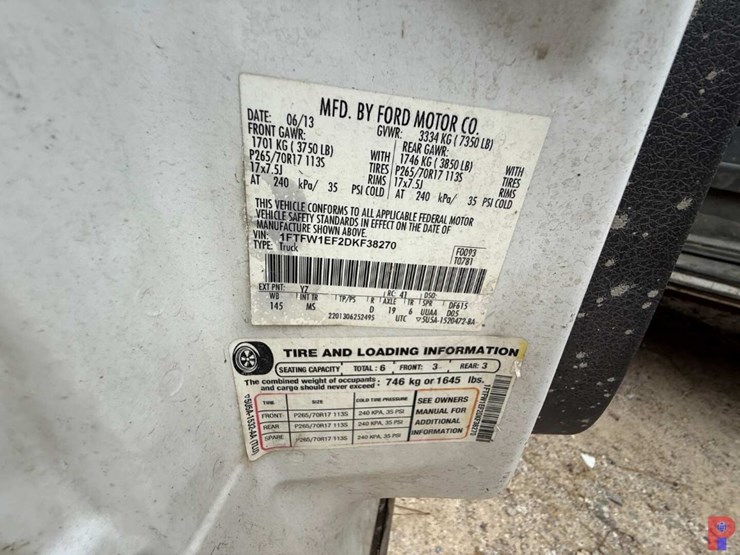 MFD. BY FORD MOTOR CO.
DATE: 06/13 GVWR: 3334 KG ( 7350 LB)
FRONT GAWR: REAR GAWR:
1701 KG ( 3750 LB) WITH 1746 KG ( 3850 LB) WITH
P265/70R17 113S TIRES P265/70R17 113S TIRES
17x7.5J RIMS 17x7.5J RIMS
AT 240 kPa/ 35 PSI COLD AT 240 kPa/ 35 PSI COLD
THIS VEHICLE CONFORMS TO ALL APPLICABLE FEDERAL MOTOR
VEHICLE SAFETY STANDARDS IN EFFECT ON THE DATE OF
MANUFACTURE SHOWN ABOVE.
VIN: 1FTFW1EF2DKF38270 F0093
TYPE: Truck T0781
EXT PNT: YZ RC: 41 DSO:
WB INT TR TP/PS R AXLE TR SPR DF615
145 MS D 19 6 UUAA D05
2201306252495 UTC 5U5A-1520472-BA
TIRE AND LOADING INFORMATION
SEATING CAPACITY TOTAL : 6 FRONT: 3 REAR: 3
The combined weight of occupants : 746 kg or 1645 lbs.
and cargo should never exceed
TIRE SIZE COLD TIRE PRESSURE SEE OWNERS
FRONT P265/70R17 113S 240 KPA, 35 PSI MANUAL FOR
REAR P265/70R17 113S 240 KPA, 35 PSI ADDITIONAL
SPARE P265/70R17 113S 240 KPA, 35 PSI INFORMATION
1FTFW1EF2DKF38270